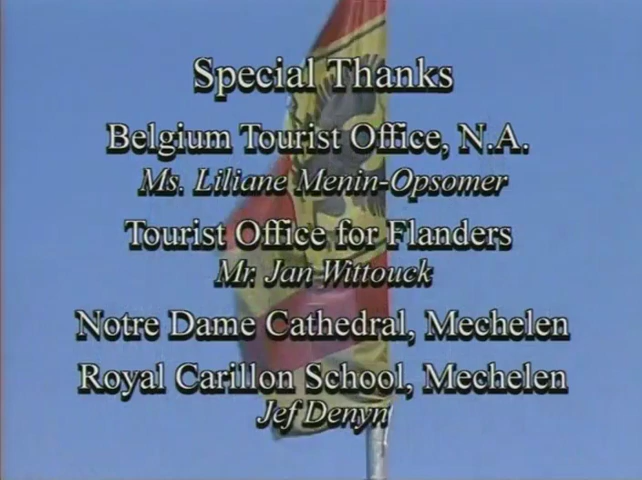 Special Thanks
Belgium Tourist Office, N.A.
Ms. Liliane Menin-Opsomer
Tourist Office for Flanders
Mr. Jan Wittouck
Notre Dame Cathedral, Mechelen
Royal Carillon School, Mechelen
Jef Denyn